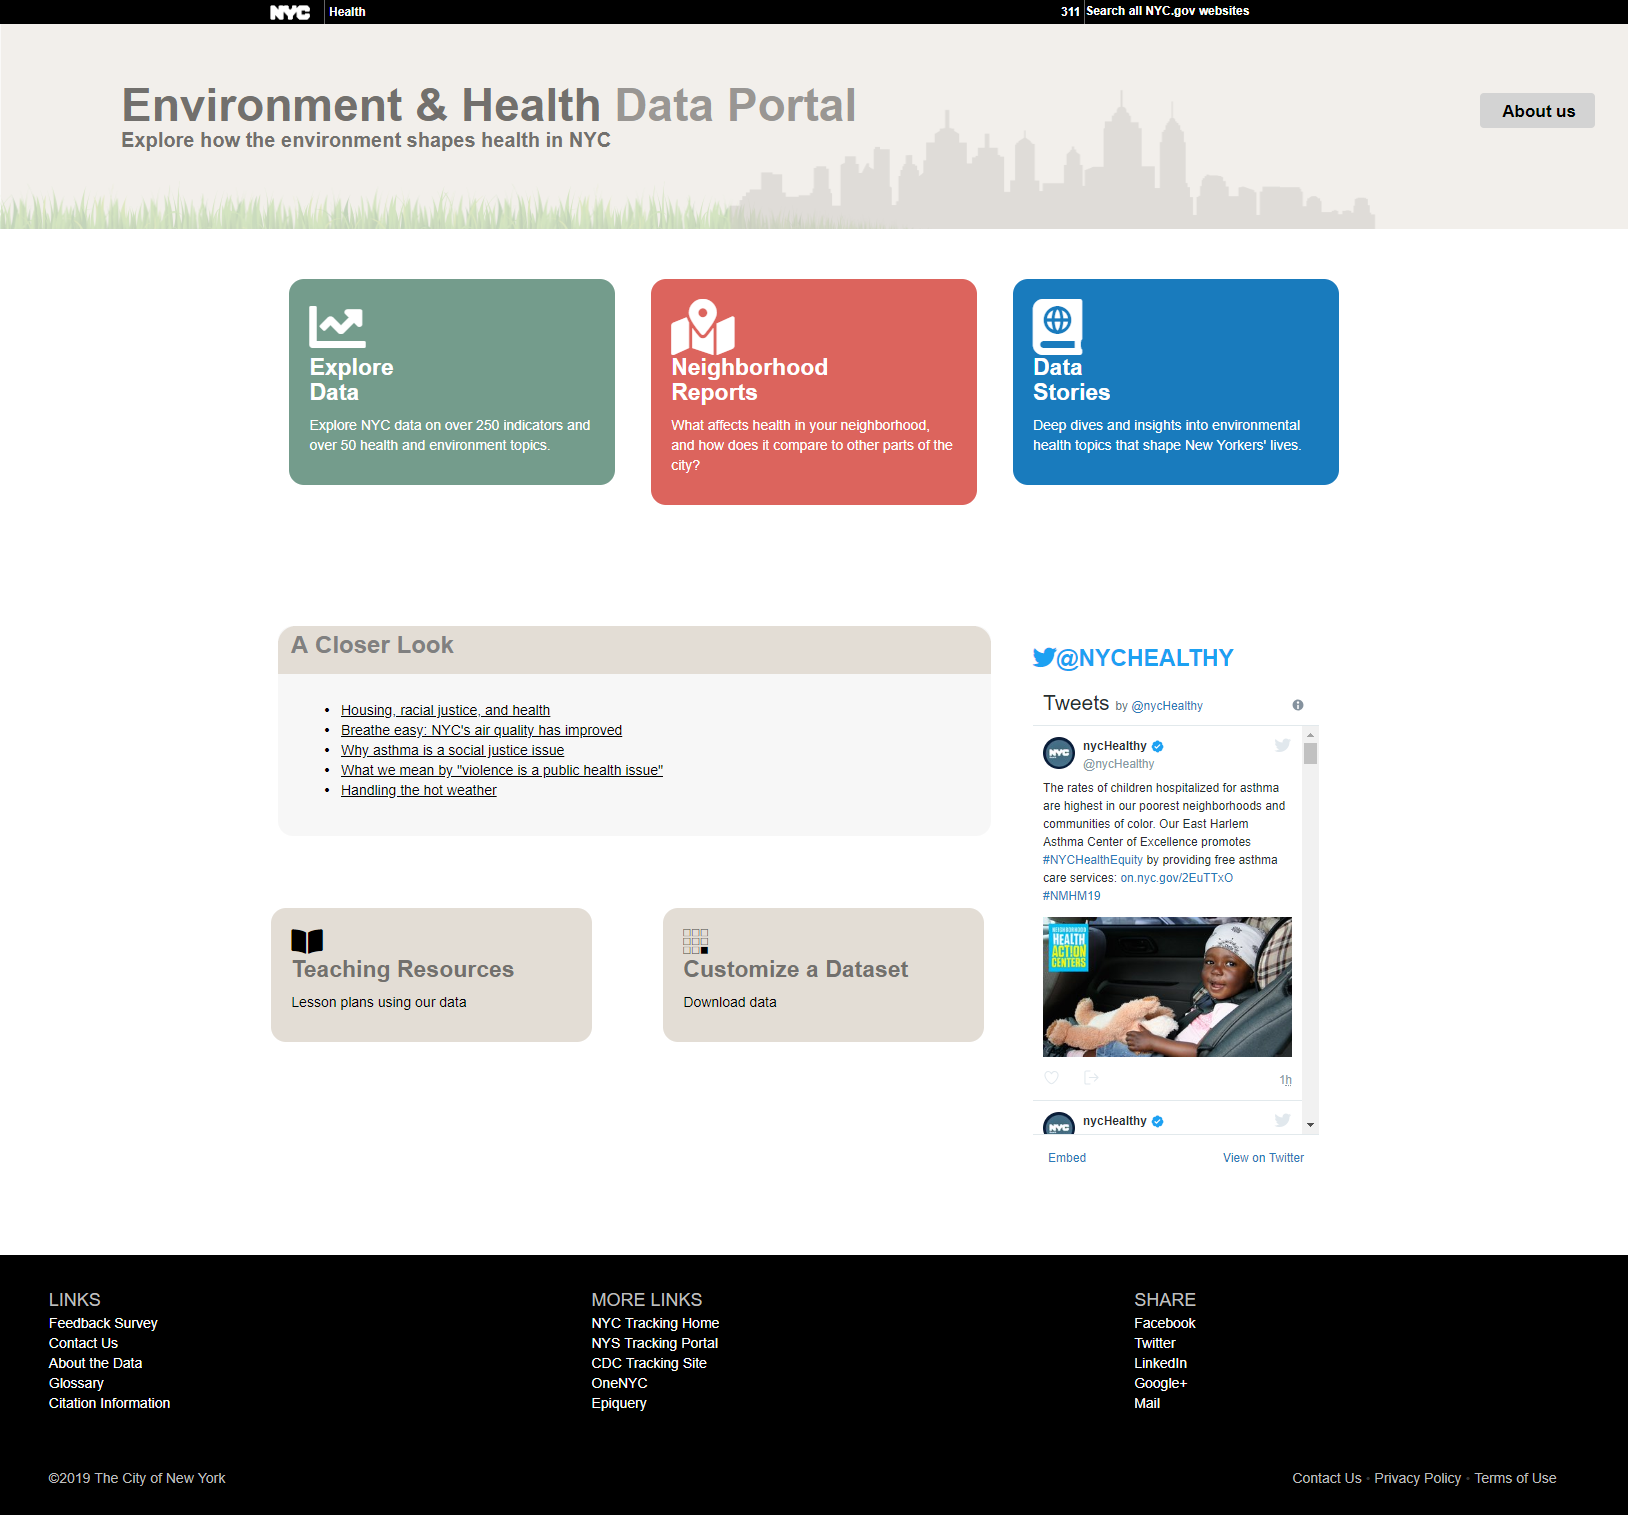 NYC Health 311 Search all NYC.gov websites
Environment & Health Data Portal
Explore how the environment shapes health in NYC
About us
Explore
Data
Explore NYC data on over 250 indicators and
over 50 health and environment topics.
Neighborhood
Reports
What affects health in your neighborhood,
and how does it compare to other parts of the
city?
Data
Stories
Deep dives and insights into environmental
health topics that shape New Yorkers' lives.
A Closer Look
• Housing, racial justice, and health
• Breathe easy: NYC's air quality has improved
• Why asthma is a social justice issue
• What we mean by "violence is a public health issue"
• Handling the hot weather
Teaching Resources
Lesson plans using our data
Customize a Dataset
Download data
@NYCHEALTHY
Tweets by @nycHealthy
NYC
nycHealthy
@nycHealthy
The rates of children hospitalized for asthma
are highest in our poorest neighborhoods and
communities of color. Our East Harlem
Asthma Center of Excellence promotes
#NYCHealthEquity by providing free asthma
care services: on.nyc.gov/2EuTTxO
#NMHM19
NEIGHBORHOOD
HEALTH
ACTION
CENTERS
1h
NYC
nycHealthy
Embed
View on Twitter
LINKS
Feedback Survey
Contact Us
About the Data
Glossary
Citation Information
MORE LINKS
NYC Tracking Home
NYS Tracking Portal
CDC Tracking Site
OneNYC
Epiquery
SHARE
Facebook
Twitter
LinkedIn
Google+
Mail
©2019 The City of New York
Contact Us • Privacy Policy • Terms of Use